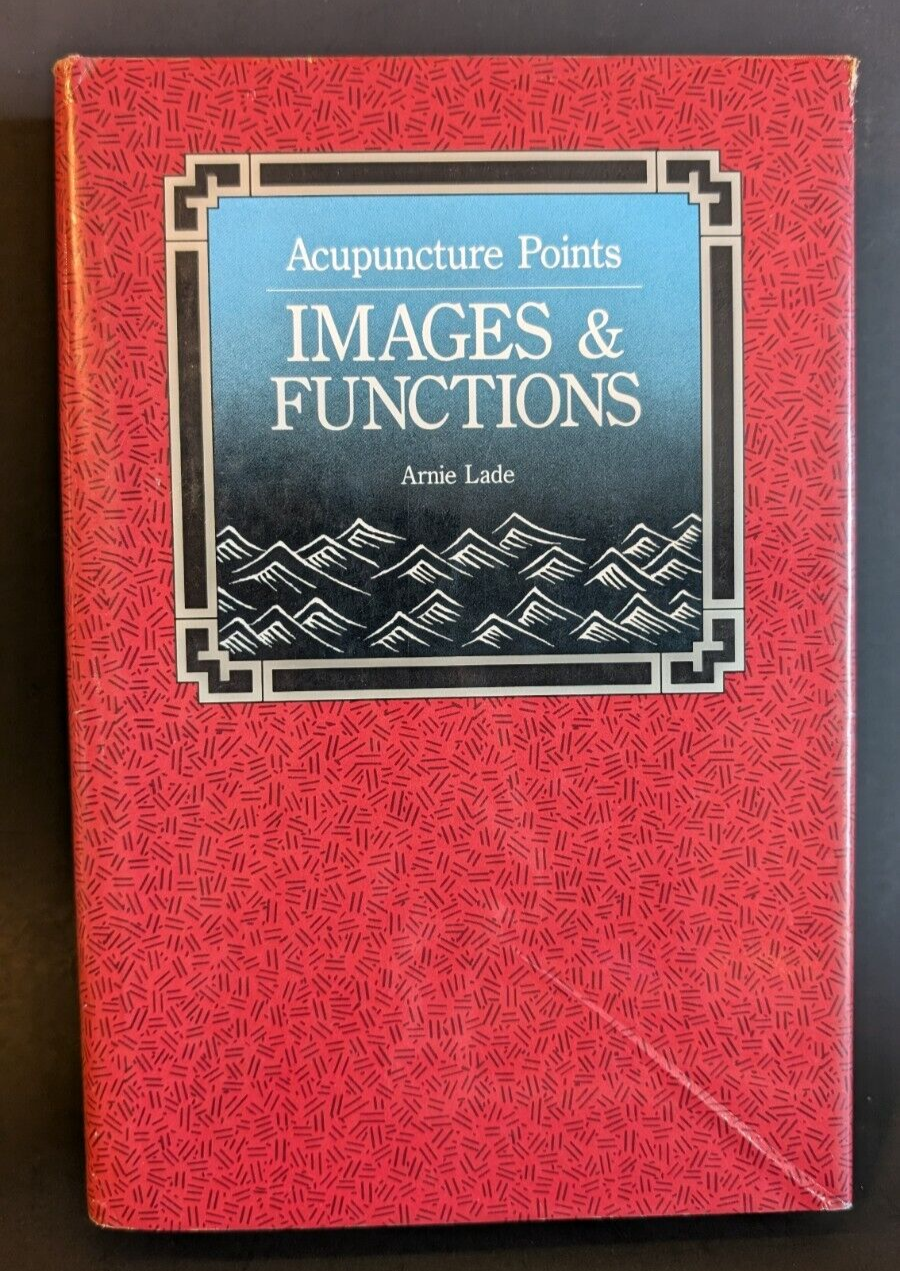 Acupuncture Points
IMAGES &
FUNCTIONS
Arnie Lade